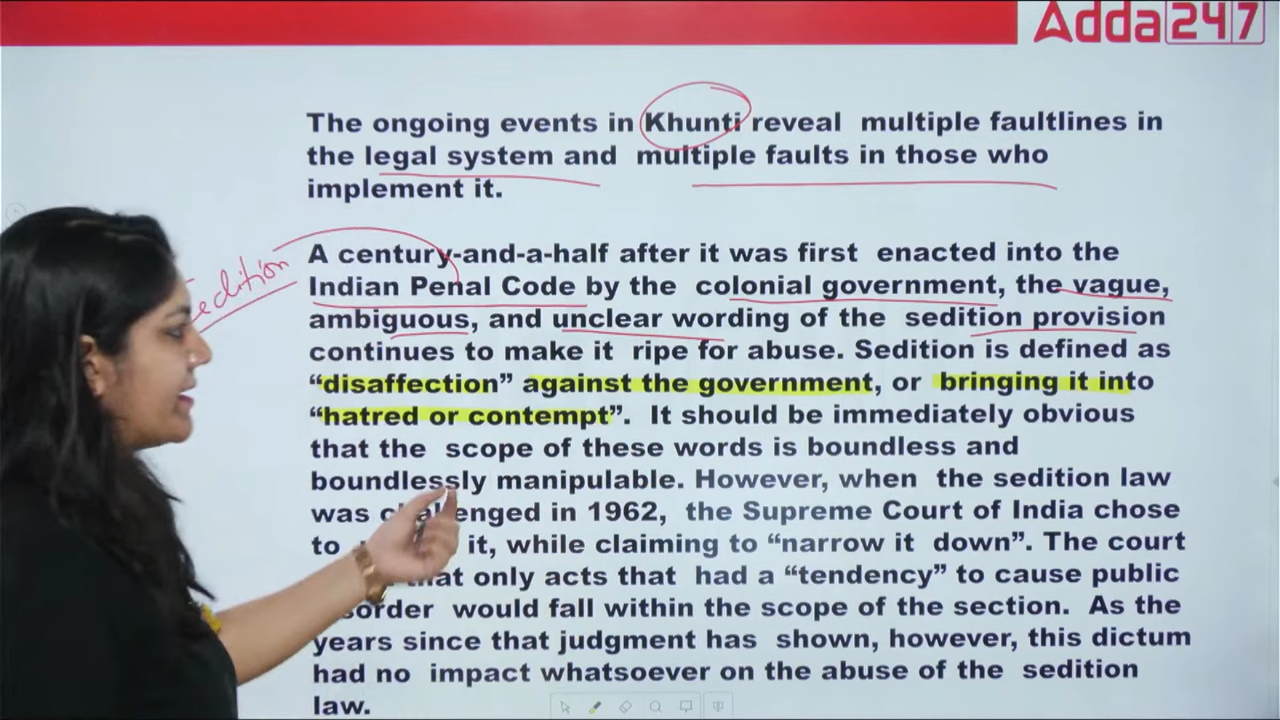 Adda 247
The ongoing events in Khunti reveal multiple faultlines in
the legal system and multiple faults in those who
implement it.
A century-and-a-half after it was first enacted into the
Indian Penal Code by the colonial government, the vague,
ambiguous, and unclear wording of the sedition provision
continues to make it ripe for abuse. Sedition is defined as
“disaffection” against the government, or bringing it into
“hatred or contempt”. It should be immediately obvious
that the scope of these words is boundless and
boundlessly manipulable. However, when the sedition law
was challenged in 1962, the Supreme Court of India chose
to it, while claiming to “narrow it down”. The court
that only acts that had a “tendency” to cause public
disorder would fall within the scope of the section. As the
years since that judgment has shown, however, this dictum
had no impact whatsoever on the abuse of the sedition
law.
sedition